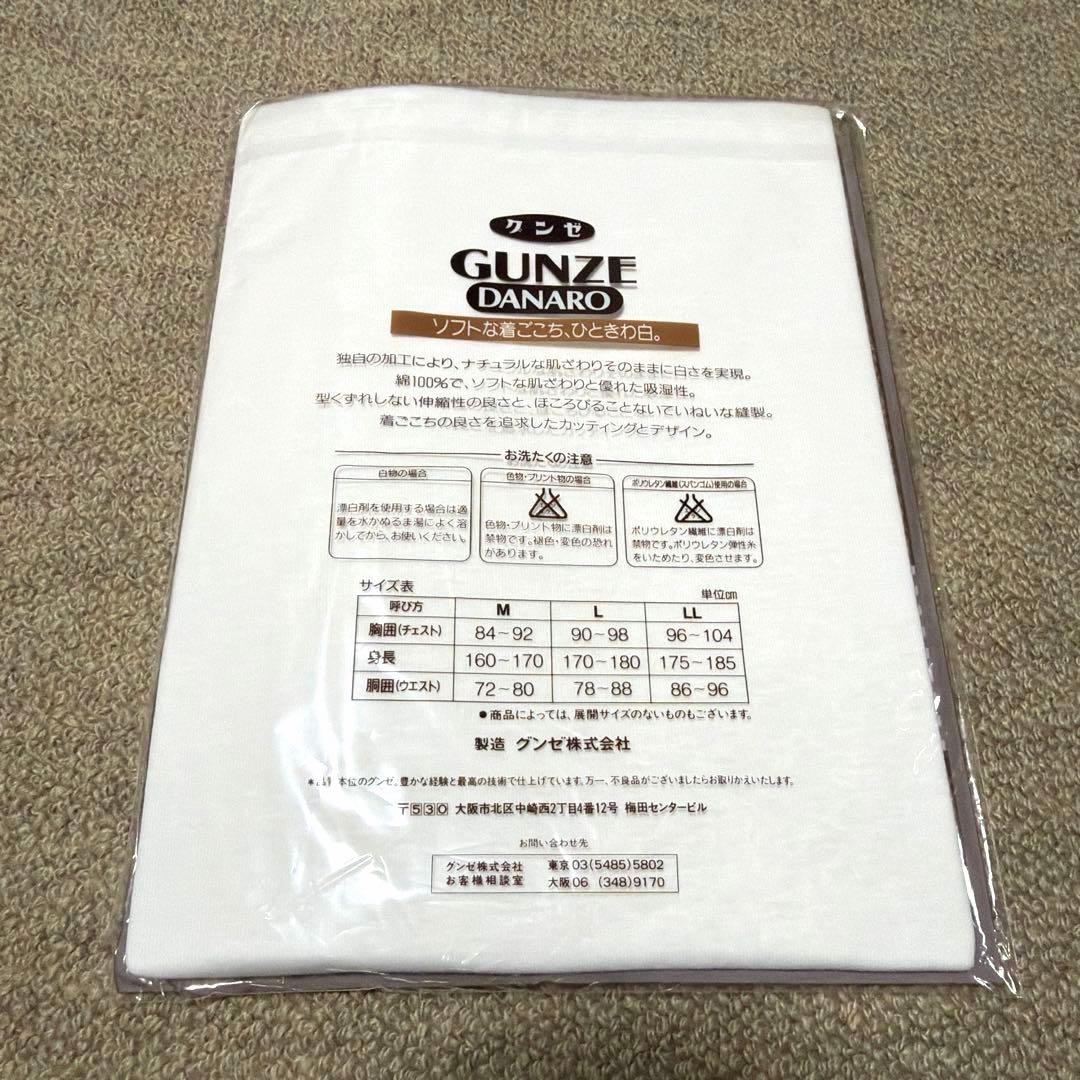 グンゼ
GUNZE
DANARO
ソフトな着ごこち、ひときわ白。
独自の加工により、ナチュラルな肌ざわりそのままに白さを実現。
綿100%で、ソフトな肌ざわりと優れた吸湿性。
型くずれしない伸縮性の良さと、ほころびることないていねいな縫製。
着ごこちの良さを追求したカッティングとデザイン。
お洗たくの注意
白物の場合
漂白剤を使用する場合は適
量を水かぬるま湯によく溶
かしてから、お使いください。
色物・プリント物の場合
色物・プリント物に漂白剤は
禁物です。褪色・変色の恐れ
があります。
ポリウレタン繊維(スパンゴム)使用の場合
ポリウレタン繊維に漂白剤は
禁物です。ポリウレタン弾性糸
をいためたり、変色させます。
サイズ表 単位cm
呼び方 M L LL
胸囲(チェスト) 84~92 90~98 96~104
身長 160~170 170~180 175~185
胴囲(ウエスト) 72~80 78~88 86~96
●商品によっては、展開サイズのないものもございます。
製造 グンゼ株式会社
本位のグンゼ。豊かな経験と最高の技術で仕上げています。万一、不良品がございましたらお取りかえいたします。
〒530 大阪市北区中崎西2丁目4番12号 梅田センタービル
お問い合わせ先
グンゼ株式会社 東京 03(5485)5802
お客様相談室 大阪 06 (348)9170